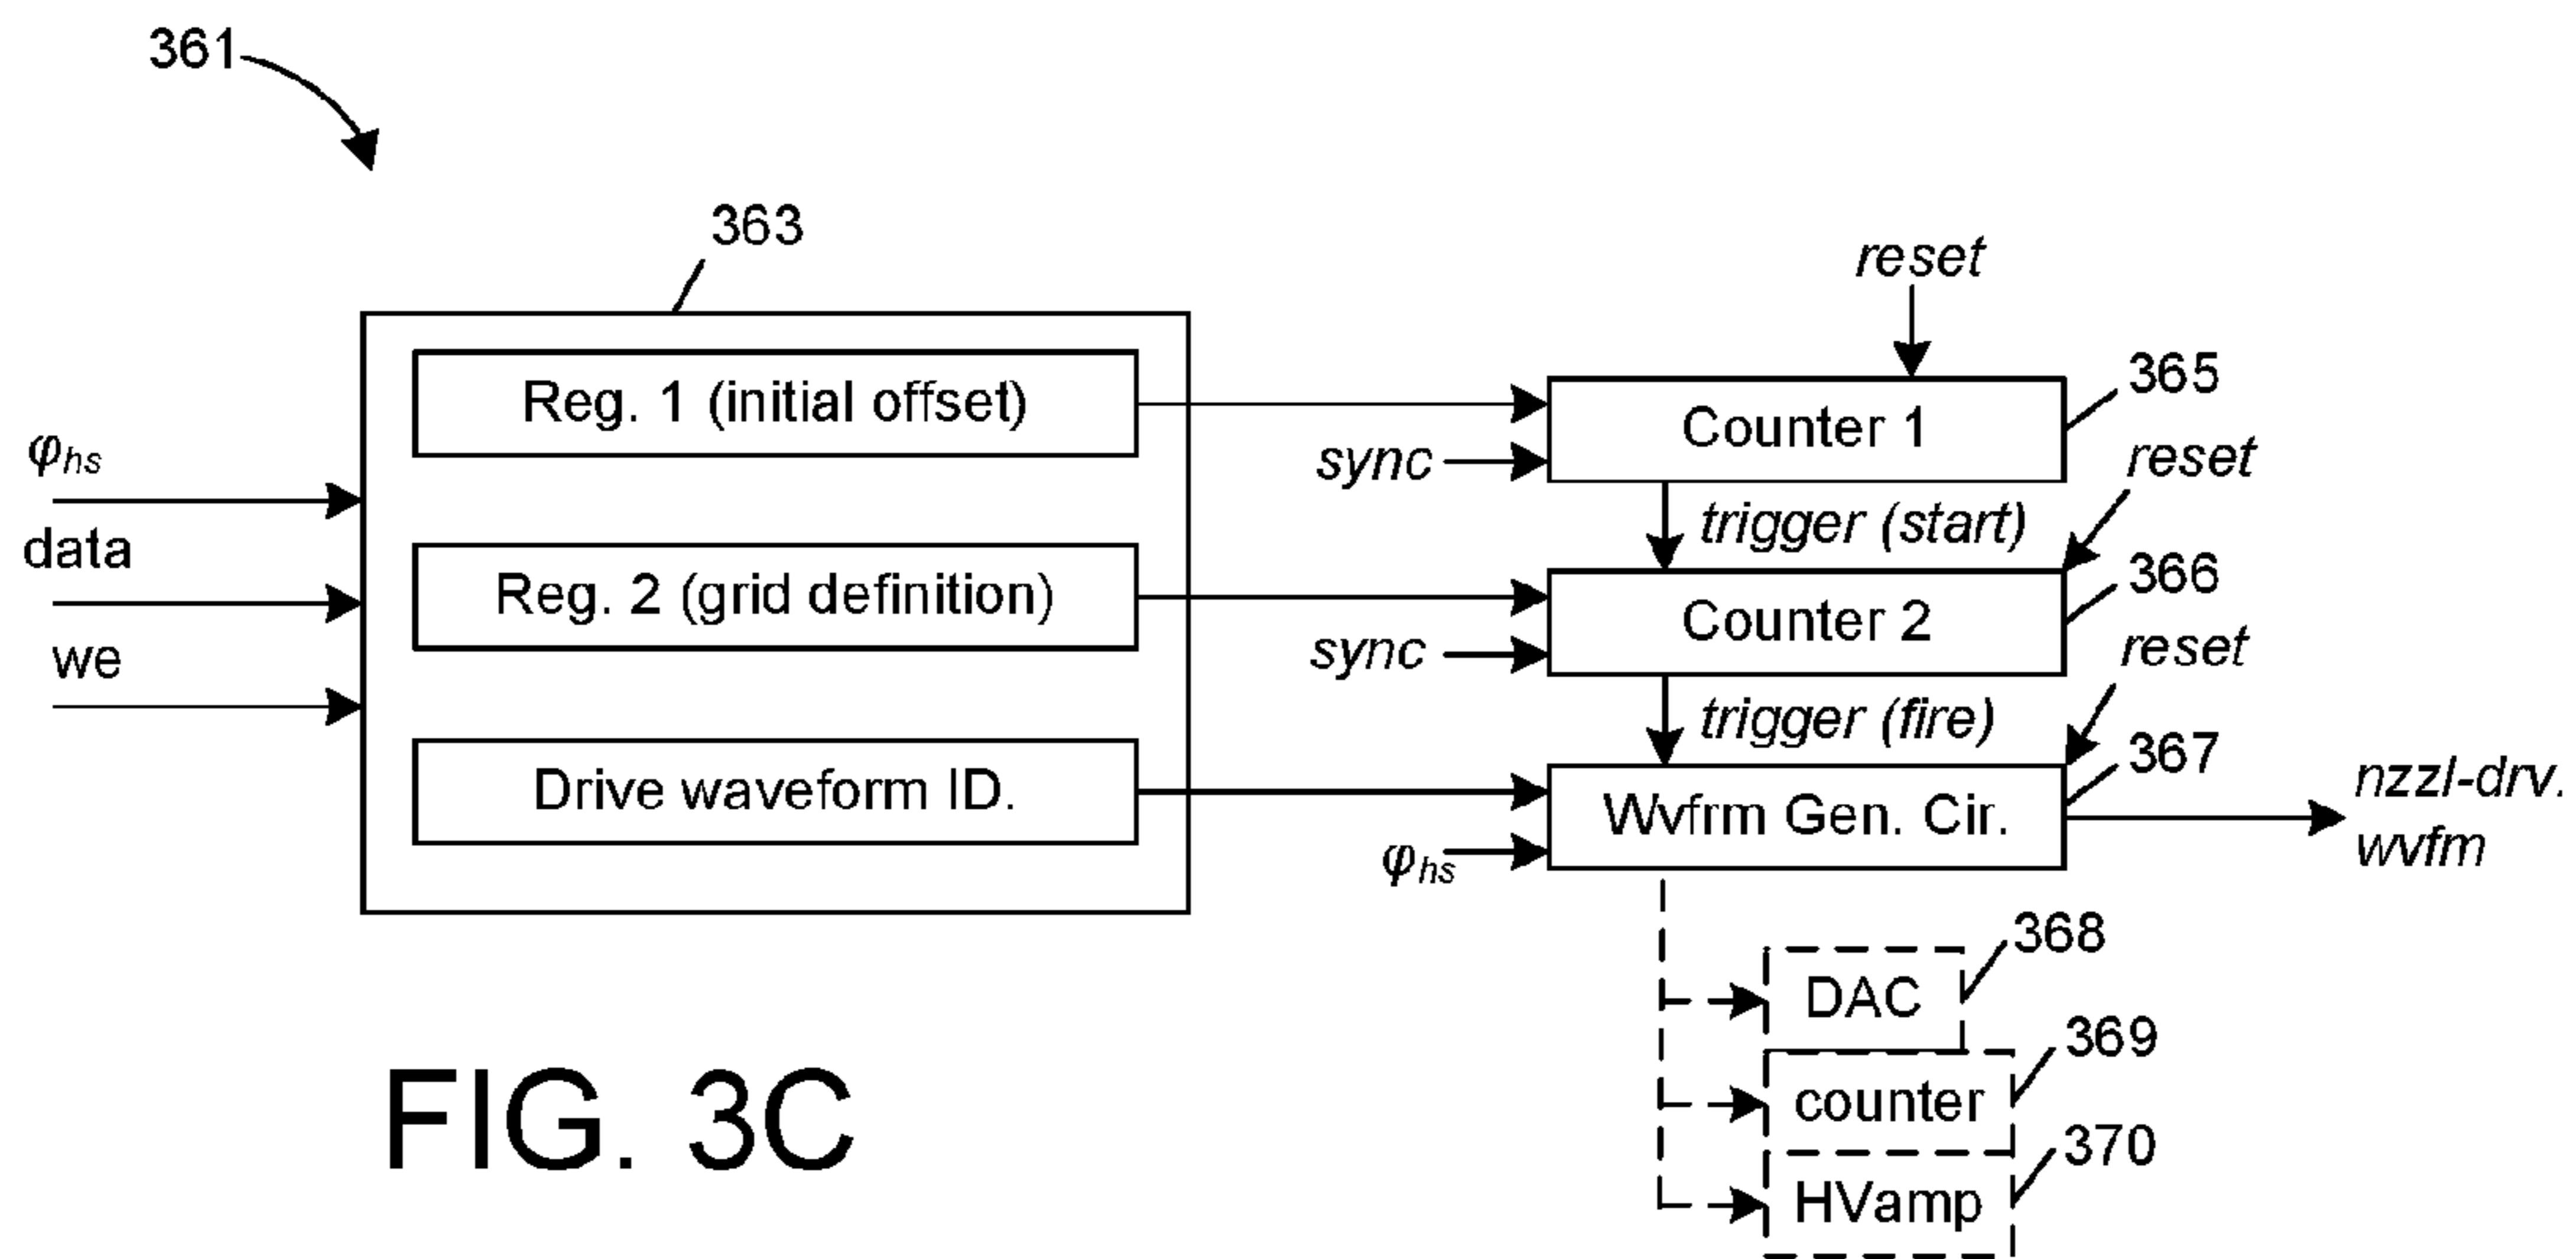 361
363
reset
Reg. 1 (initial offset)
Counter 1
365
φhs
sync
reset
trigger (start)
data
Reg. 2 (grid definition)
Counter 2
366
we
sync
reset
trigger (fire)
Drive waveform ID.
Wvfrm Gen. Cir.
367
nzzl-drv.
wvfm
φhs
DAC
368
counter
369
HVamp
370
FIG. 3C